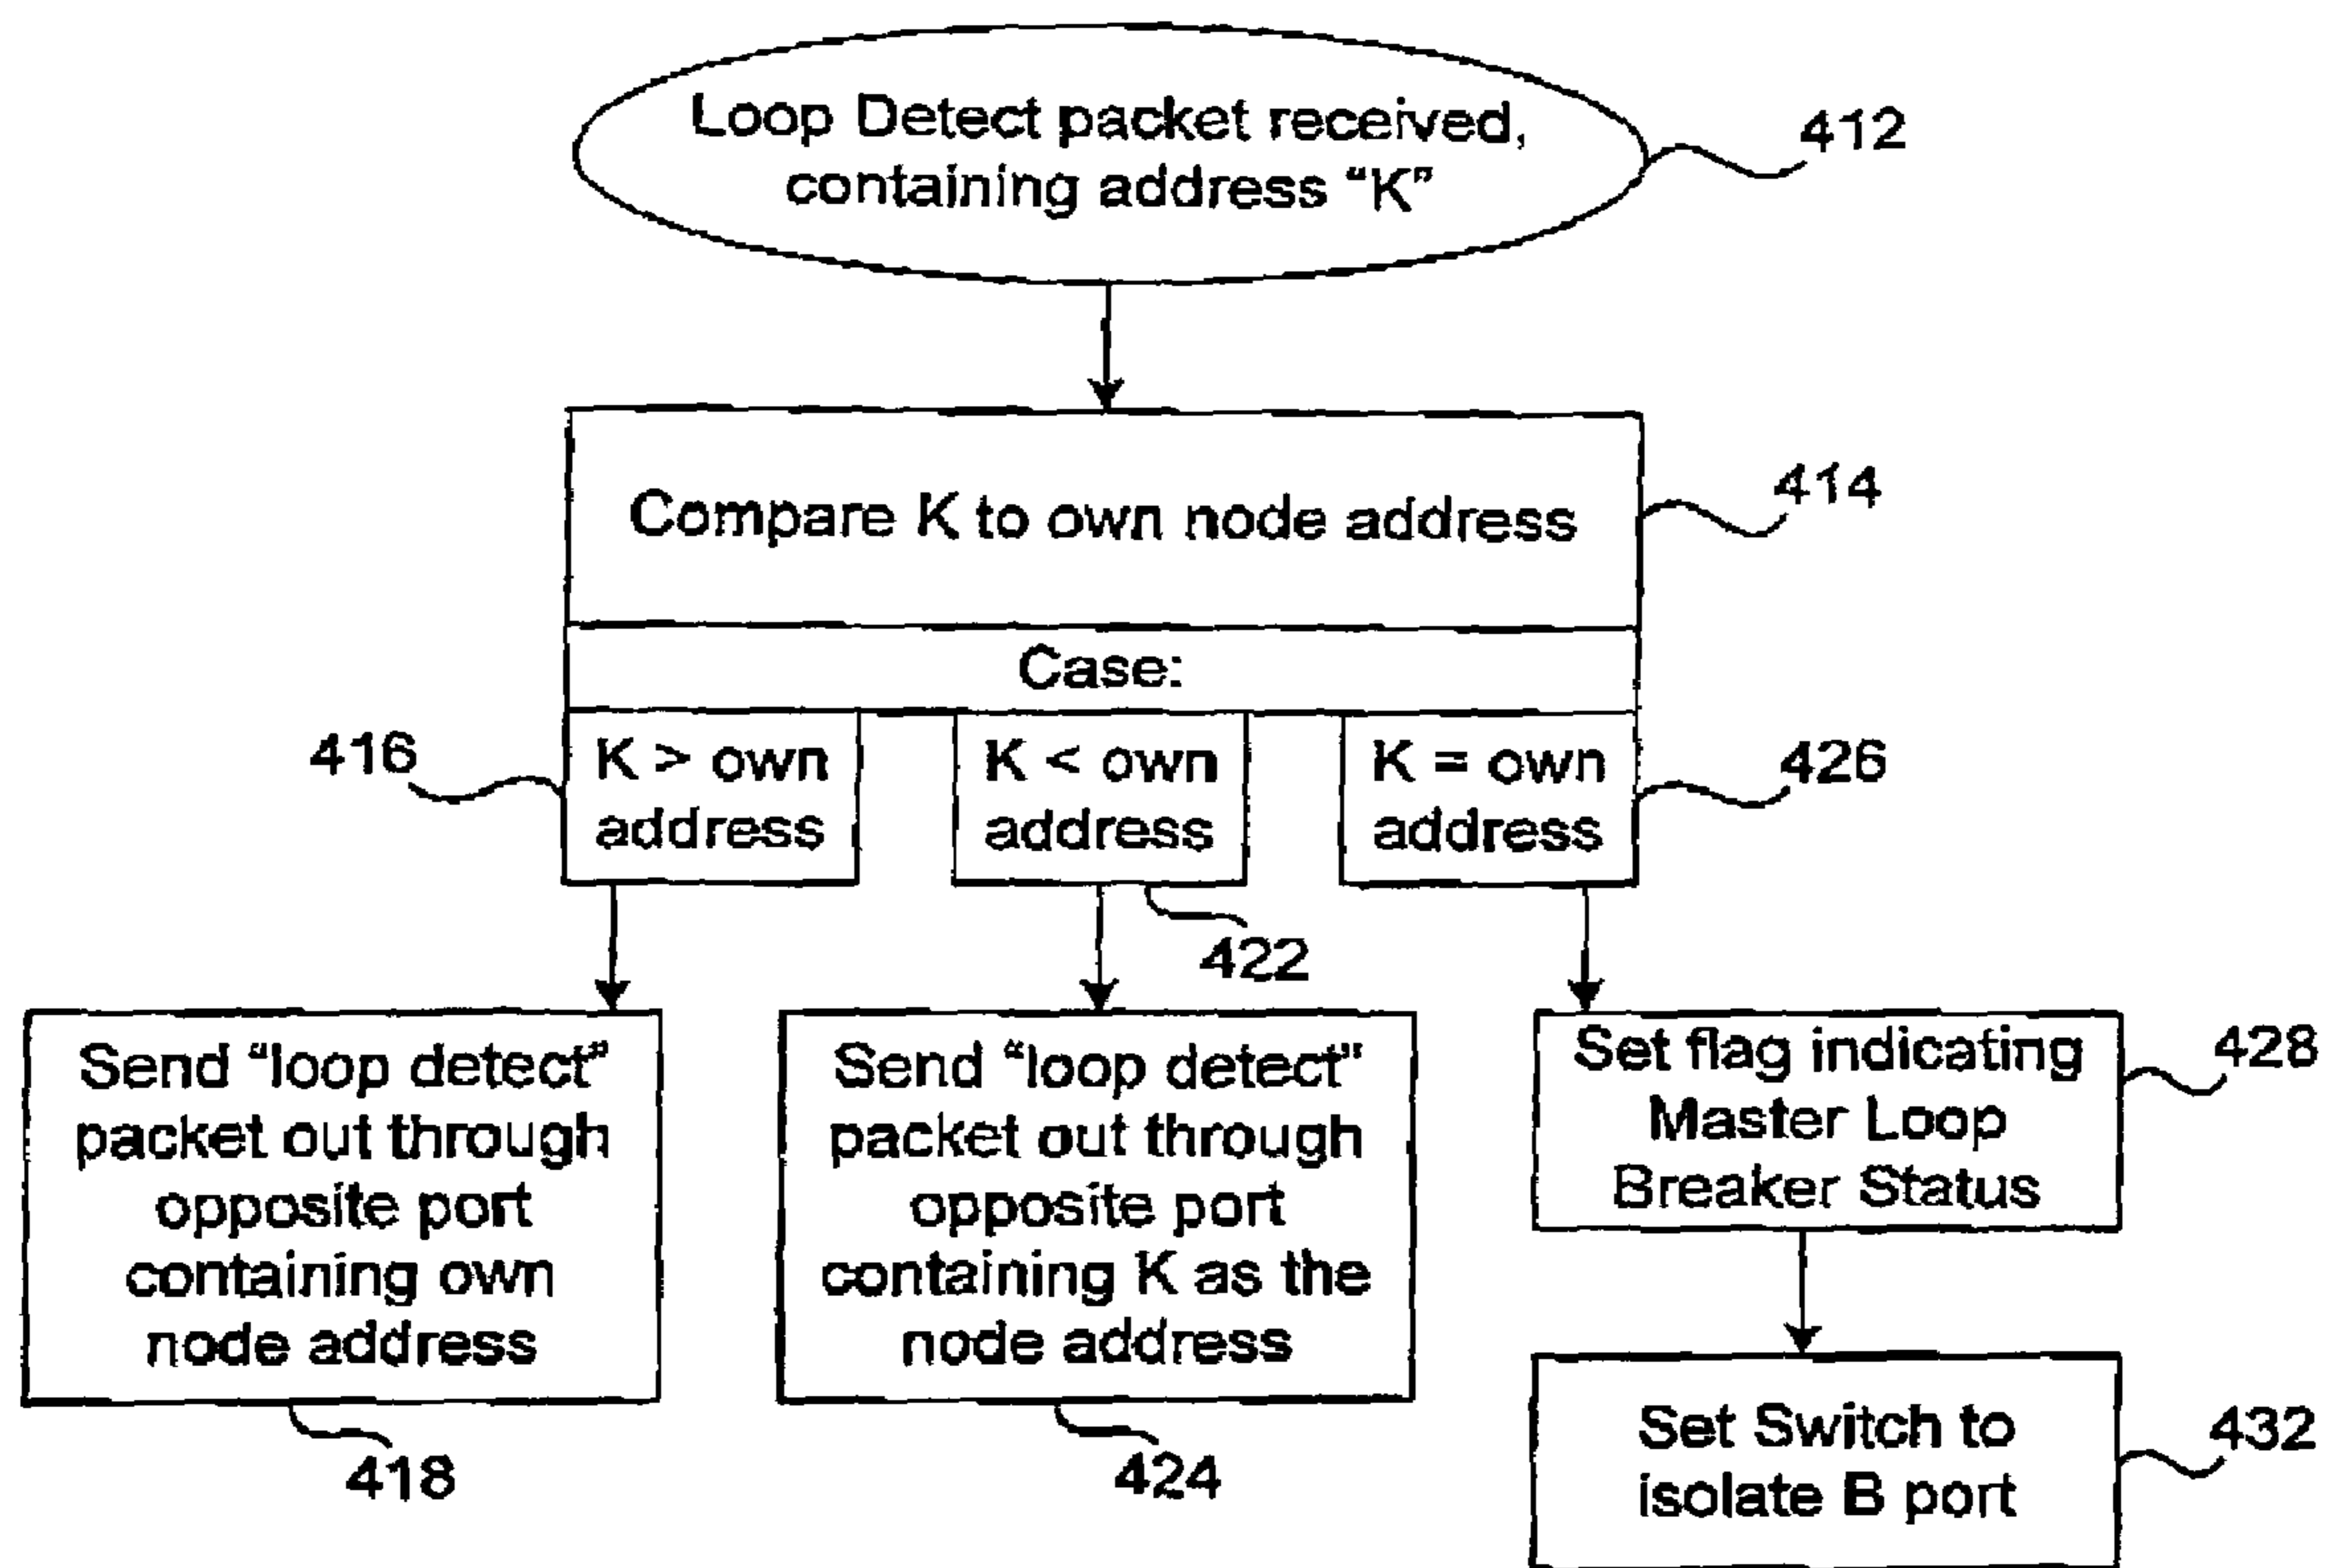 Loop Detect packet received,
containing address "K"
412
Compare K to own node address
414
Case:
416
K > own
address
K < own
address
K = own
address
426
422
Send "loop detect"
packet out through
opposite port
containing own
node address
418
Send "loop detect"
packet out through
opposite port
containing K as the
node address
424
Set flag indicating
Master Loop
Breaker Status
428
Set Switch to
isolate B port
432